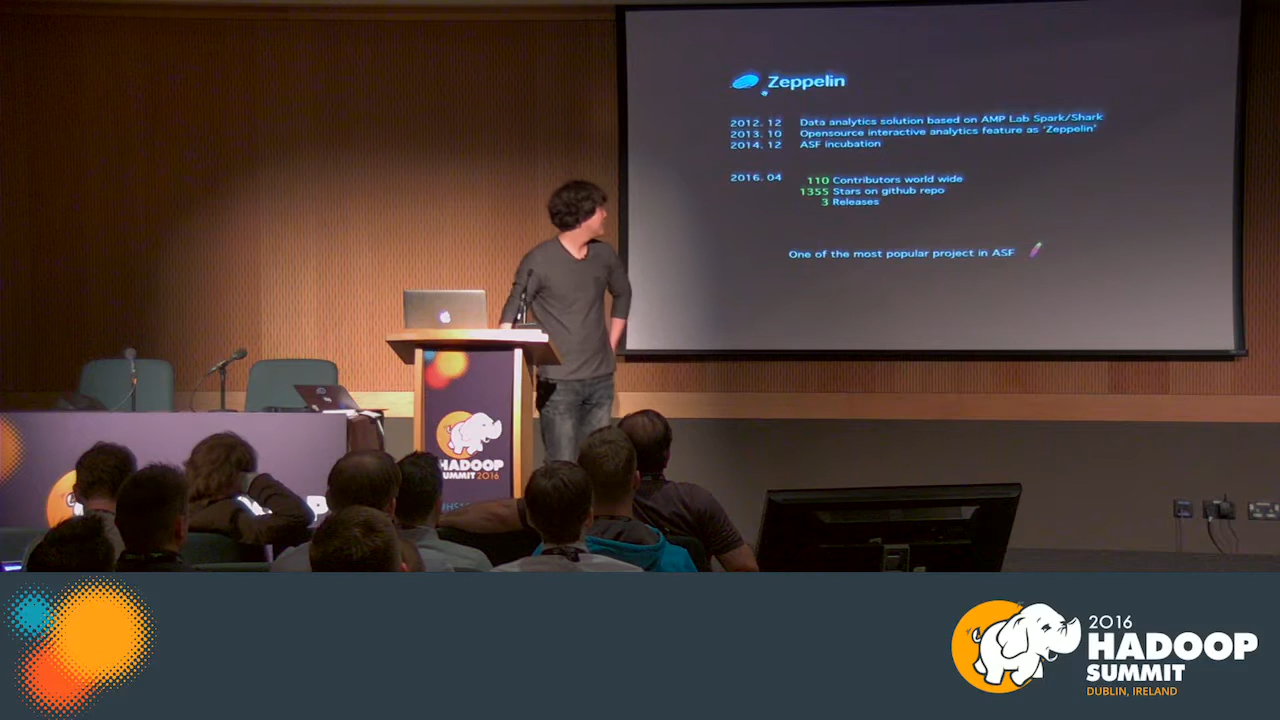 Zeppelin
2012. 12 Data analytics solution based on AMP Lab Spark/Shark
2013. 10 Opensource interactive analytics feature as 'Zeppelin'
2014. 12 ASF incubation
2016. 04 110 Contributors world wide
1355 Stars on github repo
3 Releases
One of the most popular project in ASF
HADOOP
SUMMIT 2016
2016
HADOOP
SUMMIT
DUBLIN, IRELAND